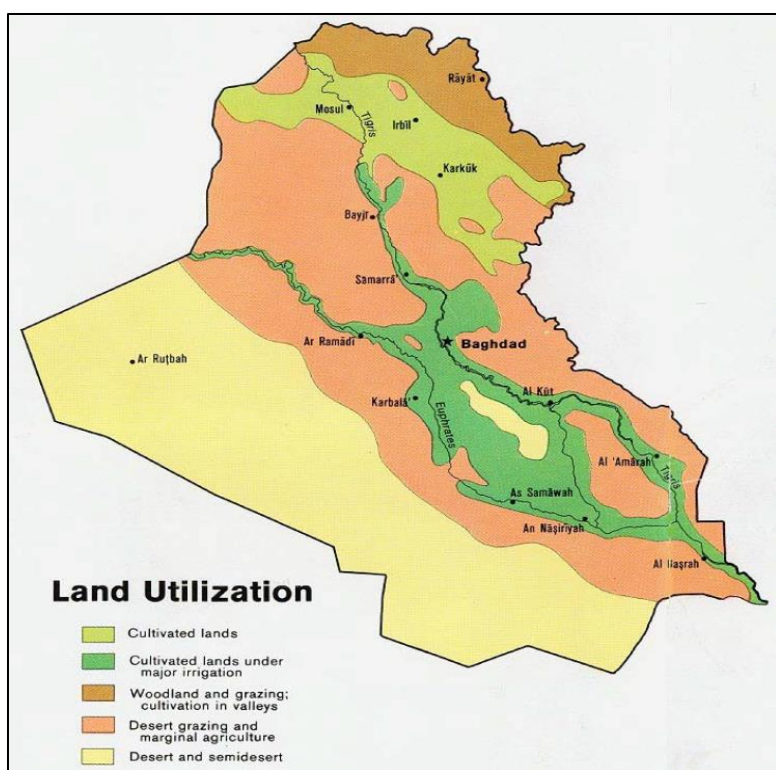 Rāyāt
Mosul
Tigris
Irbīl
Karkūk
Bayjī
Sāmarrā'
Ar Ramādī
Baghdad
Ar Ruṭbah
Karbalā'
Euphrates
Al Kūt
Al 'Amārah
Tigris
As Samāwah
An Nāṣirīyah
Al Baṣrah
Land Utilization
Cultivated lands
Cultivated lands under
major irrigation
Woodland and grazing;
cultivation in valleys
Desert grazing and
marginal agriculture
Desert and semidesert